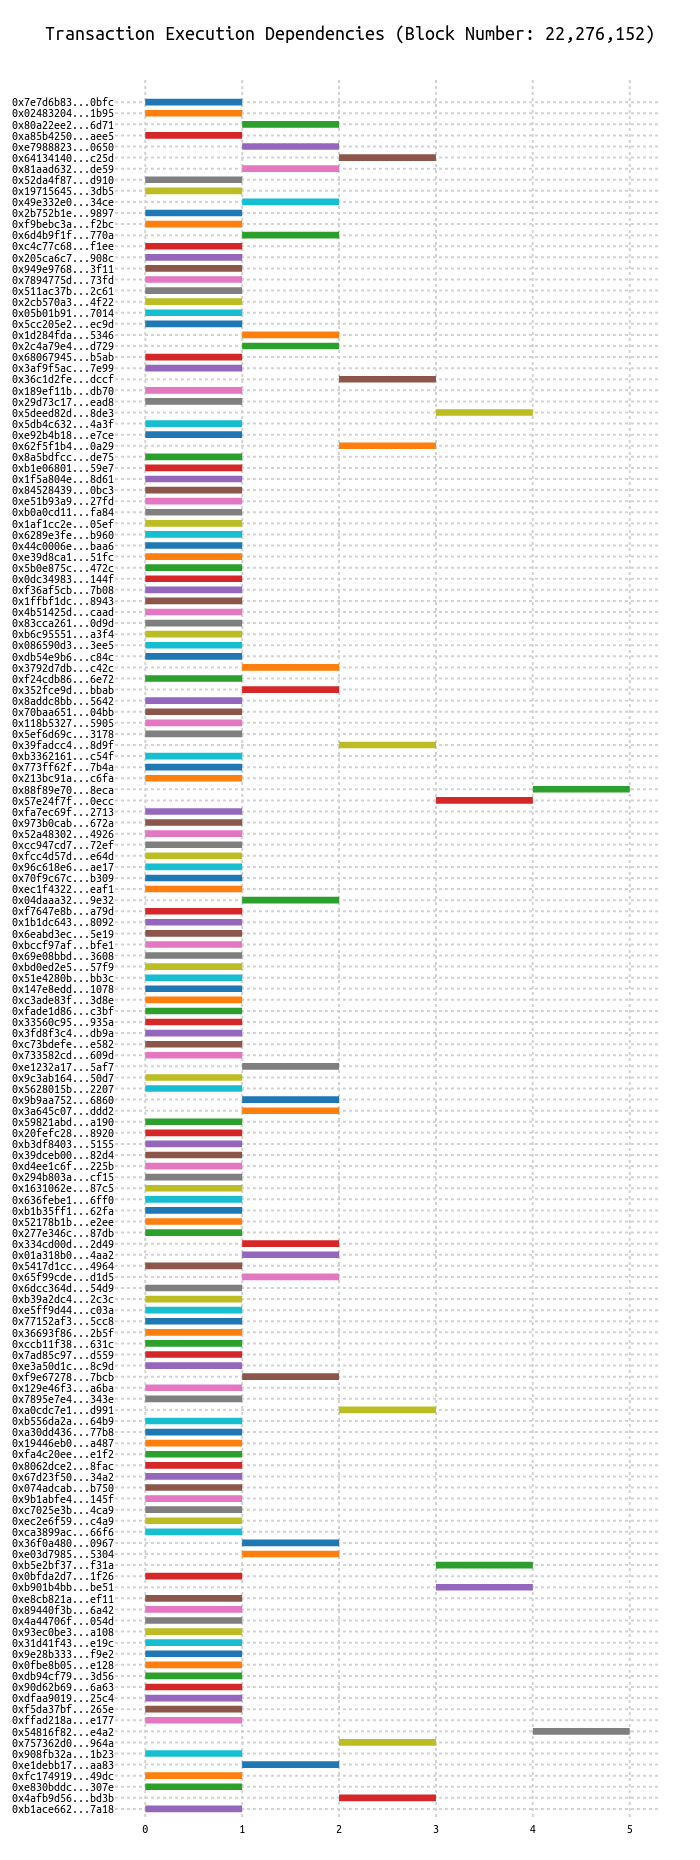 Transaction Execution Dependencies (Block Number: 22,276,152)
0x7e7d6b83...0bfc
0x02483204...1b95
0x80a22ee2...6d71
0xa85b4250...aee5
0xe7988823...0650
0x64134140...c25d
0x81aad632...de59
0x52da4f87...d910
0x19715645...3db5
0x49e332e0...34ce
0x2b752b1e...9897
0xf9bebc3a...f2bc
0x6d4b9f1f...770a
0xc4c77c68...f1ee
0x205ca6c7...908c
0x949e9768...3f11
0x7894775d...73fd
0x511ac37b...2c61
0x2cb570a3...4f22
0x05b01b91...7014
0x5cc205e2...ec9d
0x1d284fda...5346
0x2c4a79e4...d729
0x68067945...b5ab
0x3af9f5ac...7e99
0x36c1d2fe...dccf
0x189ef11b...db70
0x29d73c17...ead8
0x5deed82d...8de3
0x5db4c632...4a3f
0xe92b4b18...e7ce
0x62f5f1b4...0a29
0x8a5bdfcc...de75
0xb1e06801...59e7
0x1f5a804e...8d61
0x84528439...0bc3
0xe51b93a9...27fd
0xb0a0cd11...fa84
0x1af1cc2e...05ef
0x6289e3fe...b960
0x44c0006e...baa6
0xe39d8ca1...51fc
0x5b0e875c...472c
0x0dc34983...144f
0xf36af5cb...7b08
0x1ffbf1dc...8943
0x4b51425d...caad
0x83cca261...0d9d
0xb6c95551...a3f4
0x086590d3...3ee5
0xdb54e9b6...c84c
0x3792d7db...c42c
0xf24cdb86...6e72
0x352fce9d...bbab
0x8addc8bb...5642
0x70baa651...04bb
0x118b5327...5905
0x5ef6d69c...3178
0x39fadcc4...8d9f
0xb3362161...c54f
0x773ff62f...7b4a
0x213bc91a...c6fa
0x88f89e70...8eca
0x57e24f7f...0ecc
0xfa7ec69f...2713
0x973b0cab...672a
0x52a48302...4926
0xcc947cd7...72ef
0xfcc4d57d...e64d
0x96c618e6...ae17
0x70f9c67c...b309
0xec1f4322...eaf1
0x04daaa32...9e32
0xf7647e8b...a79d
0x1b1dc643...8092
0x6eabd3ec...5e19
0xbccf97af...bfe1
0x69e08bbd...3608
0xbd0ed2e5...57f9
0x51e4280b...bb3c
0x147e8edd...1078
0xc3ade83f...3d8e
0xfade1d86...c3bf
0x33560c95...935a
0x3fd8f3c4...db9a
0xc73bdefe...e582
0x733582cd...609d
0xe1232a17...5af7
0x9c3ab164...50d7
0x5628015b...2207
0x9b9aa752...6860
0x3a645c07...ddd2
0x59821abd...a190
0x20fefc28...8920
0xb3df8403...5155
0x39dceb00...82d4
0xd4ee1c6f...225b
0x294b803a...cf15
0x1631062e...87c5
0x636febe1...6ff0
0xb1b35ff1...62fa
0x52178b1b...e2ee
0x277e346c...87db
0x334cd00d...2d49
0x01a318b0...4aa2
0x5417d1cc...4964
0x65f99cde...d1d5
0x6dcc364d...54d9
0xb39a2dc4...2c3c
0xe5ff9d44...c03a
0x77152af3...5cc8
0x36693f86...2b5f
0xccb11f38...631c
0x7ad85c97...d559
0xe3a50d1c...8c9d
0xf9e67278...7bcb
0x129e46f3...a6ba
0x7895e7e4...343e
0xa0cdc7e1...d991
0xb556da2a...64b9
0xa30dd436...77b8
0x19446eb0...a487
0xfa4c20ee...e1f2
0x8062dce2...8fac
0x67d23f50...34a2
0x074adcab...b750
0x9b1abfe4...145f
0xc7025e3b...4ca9
0xec2e6f59...c4a9
0xca3899ac...66f6
0x36f0a480...0967
0xe03d7985...5304
0xb5e2bf37...f31a
0x0bfda2d7...1f26
0xb901b4bb...be51
0xe8cb821a...ef11
0x89440f3b...6a42
0x4a44706f...054d
0x93ec0be3...a108
0x31d41f43...e19c
0x9e28b333...f9e2
0x0fbe8b05...e128
0xdb94cf79...3d56
0x90d62b69...6a63
0xdfaa9019...25c4
0xf5da37bf...265e
0xffad218a...e177
0x54816f82...e4a2
0x757362d0...964a
0x908fb32a...1b23
0xe1debb17...aa83
0xfc174919...49dc
0xe830bddc...307e
0x4afb9d56...bd3b
0xb1ace662...7a18
0 1 2 3 4 5